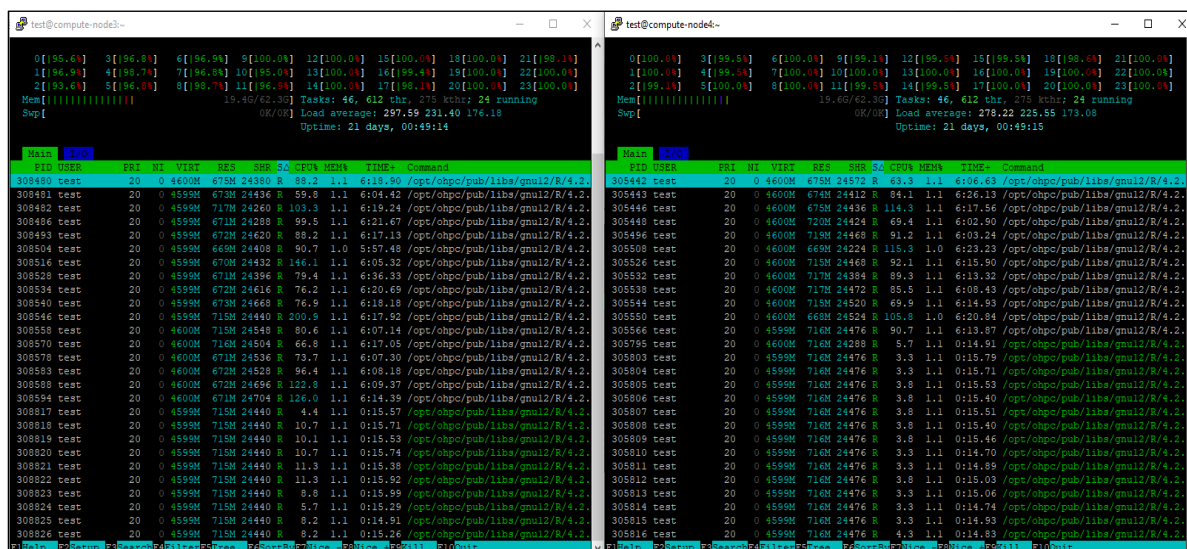 test@compute-node3:~
0[|95.6%] 3[|96.8%] 6[|96.9%] 9[100.0%] 12[100.0%] 15[100.0%] 18[100.0%] 21[|98.1%]
1[|96.9%] 4[|98.7%] 7[|96.8%] 10[|95.0%] 13[100.0%] 16[|99.4%] 19[100.0%] 22[100.0%]
2[|93.6%] 5[|96.8%] 8[|98.7%] 11[|96.9%] 14[100.0%] 17[|98.1%] 20[100.0%] 23[100.0%]
Mem[|||||||||||||| 19.4G/62.3G] Tasks: 46, 612 thr, 275 kthr; 24 running
Swp[ 0K/0K] Load average: 297.59 231.40 176.18
Uptime: 21 days, 00:49:14
Main I/O
PID USER PRI NI VIRT RES SHR S△ CPU% MEM% TIME+ Command
308480 test 20 0 4600M 675M 24380 R 88.2 1.1 6:18.90 /opt/ohpc/pub/libs/gnu12/R/4.2.
308481 test 20 0 4599M 673M 24436 R 59.8 1.1 6:04.42 /opt/ohpc/pub/libs/gnu12/R/4.2.
308482 test 20 0 4599M 717M 24260 R 103.3 1.1 6:19.24 /opt/ohpc/pub/libs/gnu12/R/4.2.
308486 test 20 0 4599M 671M 24288 R 99.5 1.1 6:21.67 /opt/ohpc/pub/libs/gnu12/R/4.2.
308493 test 20 0 4599M 672M 24620 R 88.2 1.1 6:17.13 /opt/ohpc/pub/libs/gnu12/R/4.2.
308504 test 20 0 4599M 669M 24408 R 90.7 1.0 5:57.48 /opt/ohpc/pub/libs/gnu12/R/4.2.
308516 test 20 0 4599M 670M 24432 R 146.1 1.1 6:05.32 /opt/ohpc/pub/libs/gnu12/R/4.2.
308528 test 20 0 4599M 671M 24396 R 79.4 1.1 6:36.33 /opt/ohpc/pub/libs/gnu12/R/4.2.
308534 test 20 0 4599M 672M 24616 R 76.2 1.1 6:20.69 /opt/ohpc/pub/libs/gnu12/R/4.2.
308540 test 20 0 4599M 673M 24668 R 76.9 1.1 6:18.18 /opt/ohpc/pub/libs/gnu12/R/4.2.
308546 test 20 0 4599M 715M 24440 R 200.9 1.1 6:17.92 /opt/ohpc/pub/libs/gnu12/R/4.2.
308558 test 20 0 4600M 715M 24548 R 80.6 1.1 6:07.14 /opt/ohpc/pub/libs/gnu12/R/4.2.
308570 test 20 0 4600M 716M 24504 R 66.8 1.1 6:17.05 /opt/ohpc/pub/libs/gnu12/R/4.2.
308578 test 20 0 4600M 671M 24536 R 73.7 1.1 6:07.30 /opt/ohpc/pub/libs/gnu12/R/4.2.
308583 test 20 0 4600M 672M 24528 R 96.4 1.1 6:08.18 /opt/ohpc/pub/libs/gnu12/R/4.2.
308588 test 20 0 4600M 672M 24696 R 122.8 1.1 6:09.37 /opt/ohpc/pub/libs/gnu12/R/4.2.
308594 test 20 0 4600M 671M 24704 R 126.0 1.1 6:14.39 /opt/ohpc/pub/libs/gnu12/R/4.2.
308817 test 20 0 4599M 715M 24440 R 4.4 1.1 0:15.57 /opt/ohpc/pub/libs/gnu12/R/4.2.
308818 test 20 0 4599M 715M 24440 R 10.7 1.1 0:15.71 /opt/ohpc/pub/libs/gnu12/R/4.2.
308819 test 20 0 4599M 715M 24440 R 10.1 1.1 0:15.53 /opt/ohpc/pub/libs/gnu12/R/4.2.
308820 test 20 0 4599M 715M 24440 R 10.7 1.1 0:15.74 /opt/ohpc/pub/libs/gnu12/R/4.2.
308821 test 20 0 4599M 715M 24440 R 11.3 1.1 0:15.38 /opt/ohpc/pub/libs/gnu12/R/4.2.
308822 test 20 0 4599M 715M 24440 R 11.3 1.1 0:15.92 /opt/ohpc/pub/libs/gnu12/R/4.2.
308823 test 20 0 4599M 715M 24440 R 8.8 1.1 0:15.99 /opt/ohpc/pub/libs/gnu12/R/4.2.
308824 test 20 0 4599M 715M 24440 R 5.7 1.1 0:15.29 /opt/ohpc/pub/libs/gnu12/R/4.2.
308825 test 20 0 4599M 715M 24440 R 8.2 1.1 0:14.91 /opt/ohpc/pub/libs/gnu12/R/4.2.
308826 test 20 0 4599M 715M 24440 R 8.2 1.1 0:15.26 /opt/ohpc/pub/libs/gnu12/R/4.2.
F1Help F2Setup F3Search F4Filter F5Tree F6SortBy F7Nice - F8Nice + F9Kill F10Quit
test@compute-node4:~
0[100.0%] 3[|99.5%] 6[100.0%] 9[|99.1%] 12[|99.5%] 15[|99.5%] 18[|98.6%] 21[100.0%]
1[100.0%] 4[|99.5%] 7[100.0%] 10[100.0%] 13[100.0%] 16[100.0%] 19[100.0%] 22[100.0%]
2[|99.1%] 5[100.0%] 8[100.0%] 11[|99.5%] 14[|99.5%] 17[100.0%] 20[100.0%] 23[100.0%]
Mem[|||||||||||||| 19.6G/62.3G] Tasks: 46, 612 thr, 275 kthr; 24 running
Swp[ 0K/0K] Load average: 278.22 225.55 173.08
Uptime: 21 days, 00:49:15
Main I/O
PID USER PRI NI VIRT RES SHR S△ CPU% MEM% TIME+ Command
305442 test 20 0 4600M 675M 24572 R 63.3 1.1 6:06.63 /opt/ohpc/pub/libs/gnu12/R/4.2.
305443 test 20 0 4600M 674M 24412 R 84.1 1.1 6:26.13 /opt/ohpc/pub/libs/gnu12/R/4.2.
305446 test 20 0 4600M 675M 24436 R 114.3 1.1 6:17.56 /opt/ohpc/pub/libs/gnu12/R/4.2.
305448 test 20 0 4600M 720M 24424 R 69.4 1.1 6:02.90 /opt/ohpc/pub/libs/gnu12/R/4.2.
305496 test 20 0 4600M 719M 24468 R 91.2 1.1 6:03.24 /opt/ohpc/pub/libs/gnu12/R/4.2.
305508 test 20 0 4600M 669M 24224 R 115.3 1.0 6:23.23 /opt/ohpc/pub/libs/gnu12/R/4.2.
305526 test 20 0 4600M 715M 24468 R 92.1 1.1 6:15.90 /opt/ohpc/pub/libs/gnu12/R/4.2.
305532 test 20 0 4600M 717M 24384 R 89.3 1.1 6:13.32 /opt/ohpc/pub/libs/gnu12/R/4.2.
305538 test 20 0 4600M 717M 24472 R 85.5 1.1 6:08.43 /opt/ohpc/pub/libs/gnu12/R/4.2.
305544 test 20 0 4600M 715M 24520 R 69.9 1.1 6:14.93 /opt/ohpc/pub/libs/gnu12/R/4.2.
305550 test 20 0 4600M 668M 24524 R 105.8 1.0 6:20.84 /opt/ohpc/pub/libs/gnu12/R/4.2.
305566 test 20 0 4599M 716M 24476 R 90.7 1.1 6:13.87 /opt/ohpc/pub/libs/gnu12/R/4.2.
305795 test 20 0 4600M 716M 24288 R 5.7 1.1 0:14.91 /opt/ohpc/pub/libs/gnu12/R/4.2.
305803 test 20 0 4599M 716M 24476 R 3.3 1.1 0:15.79 /opt/ohpc/pub/libs/gnu12/R/4.2.
305804 test 20 0 4599M 716M 24476 R 3.3 1.1 0:15.71 /opt/ohpc/pub/libs/gnu12/R/4.2.
305805 test 20 0 4599M 716M 24476 R 3.8 1.1 0:15.53 /opt/ohpc/pub/libs/gnu12/R/4.2.
305806 test 20 0 4599M 716M 24476 R 3.8 1.1 0:15.40 /opt/ohpc/pub/libs/gnu12/R/4.2.
305807 test 20 0 4599M 716M 24476 R 3.8 1.1 0:15.51 /opt/ohpc/pub/libs/gnu12/R/4.2.
305808 test 20 0 4599M 716M 24476 R 3.8 1.1 0:15.40 /opt/ohpc/pub/libs/gnu12/R/4.2.
305809 test 20 0 4599M 716M 24476 R 3.8 1.1 0:15.46 /opt/ohpc/pub/libs/gnu12/R/4.2.
305810 test 20 0 4599M 716M 24476 R 3.3 1.1 0:14.70 /opt/ohpc/pub/libs/gnu12/R/4.2.
305811 test 20 0 4599M 716M 24476 R 3.3 1.1 0:14.89 /opt/ohpc/pub/libs/gnu12/R/4.2.
305812 test 20 0 4599M 716M 24476 R 3.8 1.1 0:15.03 /opt/ohpc/pub/libs/gnu12/R/4.2.
305813 test 20 0 4599M 716M 24476 R 3.3 1.1 0:15.06 /opt/ohpc/pub/libs/gnu12/R/4.2.
305814 test 20 0 4599M 716M 24476 R 3.3 1.1 0:14.74 /opt/ohpc/pub/libs/gnu12/R/4.2.
305815 test 20 0 4599M 716M 24476 R 3.3 1.1 0:14.93 /opt/ohpc/pub/libs/gnu12/R/4.2.
305816 test 20 0 4599M 716M 24476 R 4.3 1.1 0:14.83 /opt/ohpc/pub/libs/gnu12/R/4.2.
F1Help F2Setup F3Search F4Filter F5Tree F6SortBy F7Nice - F8Nice + F9Kill F10Quit